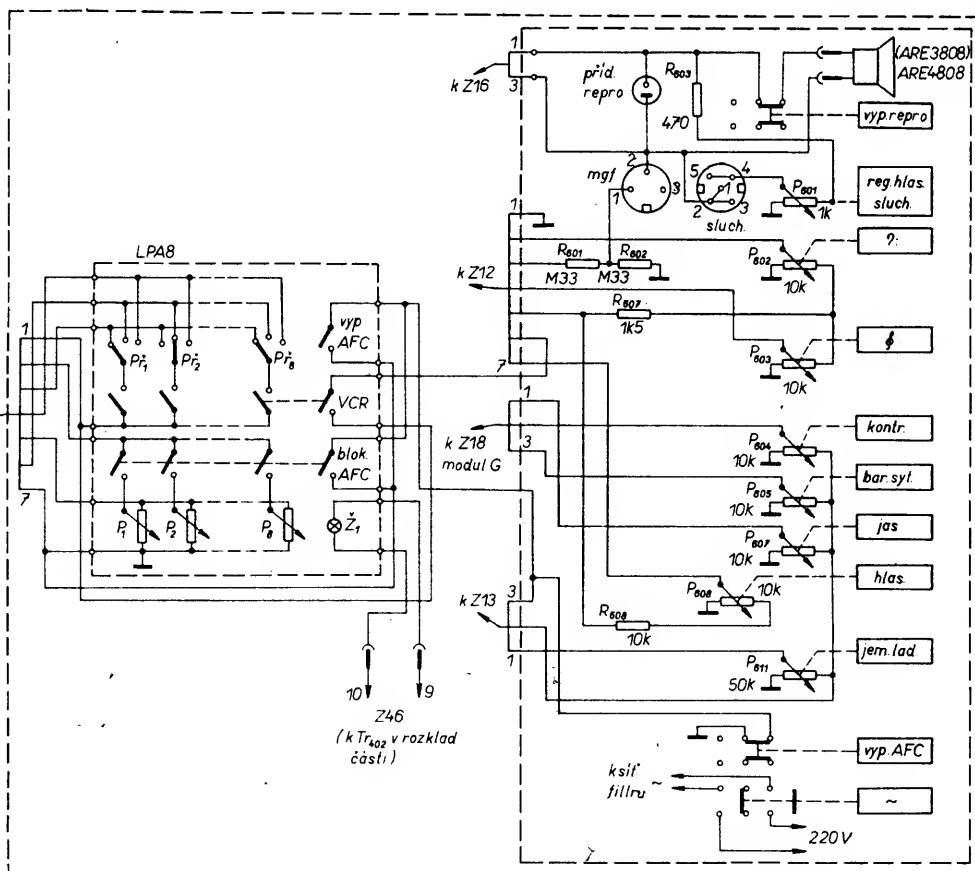 1
k Z16
3
příd.
repro
R603
470
(ARE3808)
ARE4808
vyp.repro
mgf
2
1
3
5
4
1
2
3
sluch.
P601
1k
reg.hlas.
sluch.
1
k Z12
7
R601
M33
R602
M33
P602
10k
?:
R607
1k5
P603
10k
LPA8
1
7
Př1
Př2
Př8
vyp
AFC
VCR
blok.
AFC
P1
P2
P8
Ž1
1
k Z18
3
modul G
P604
10k
kontr.
P605
10k
bar.syt.
P607
10k
jas
P608
10k
hlas.
R608
10k
3
k Z13
1
P611
50k
jem.lad.
10
9
Z46
(k Tr402 v rozklad
části)
vyp.AFC
k síť
filtru ~
~
220V